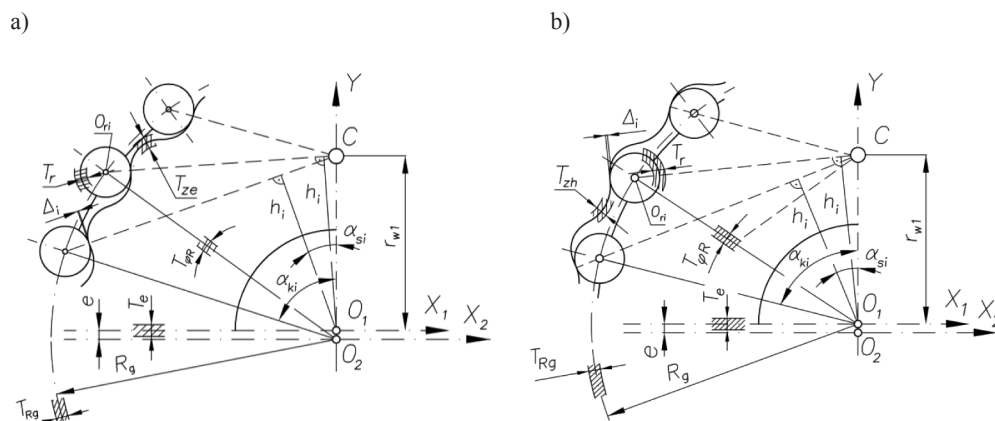 a)
b)
Y
O_ri
C
T_r
T_ze
Δ_i
h_i
h_i
r_w1
α_si
T_φR
α_ki
e
T_e
O_1
X_1
X_2
O_2
R_g
T_Rg
Y
Δ_i
C
T_r
T_zh
O_ri
h_i
h_i
r_w1
T_φR
α_ki
α_si
T_e
e
O_1
X_1
X_2
O_2
T_Rg
R_g